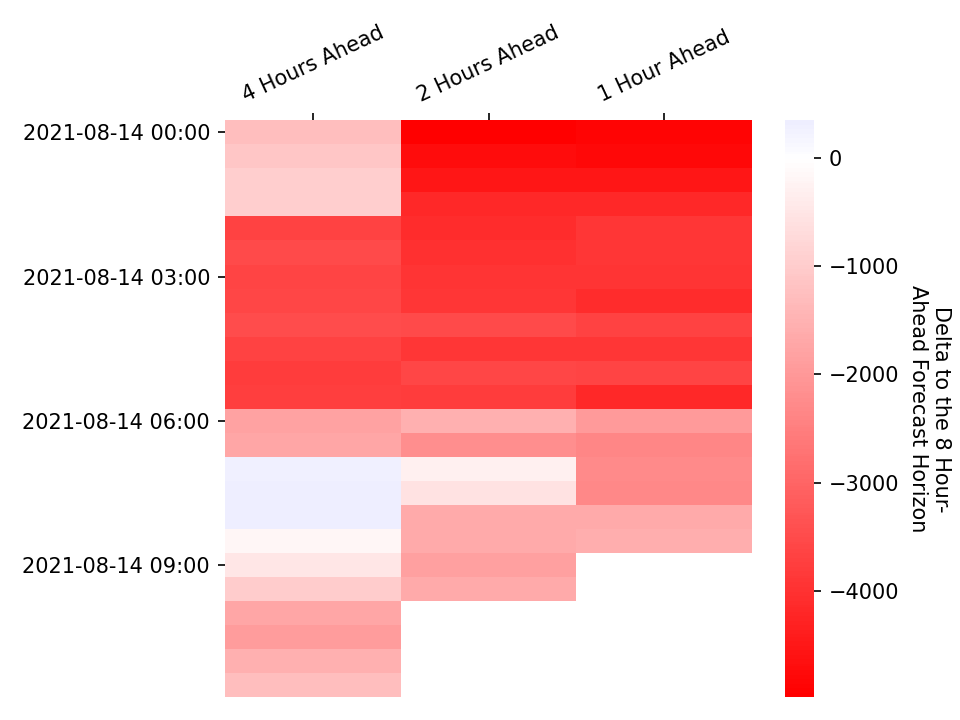 4 Hours Ahead
2 Hours Ahead
1 Hour Ahead
2021-08-14 00:00
2021-08-14 03:00
2021-08-14 06:00
2021-08-14 09:00
0
−1000
−2000
−3000
−4000
Delta to the 8 Hour-
Ahead Forecast Horizon